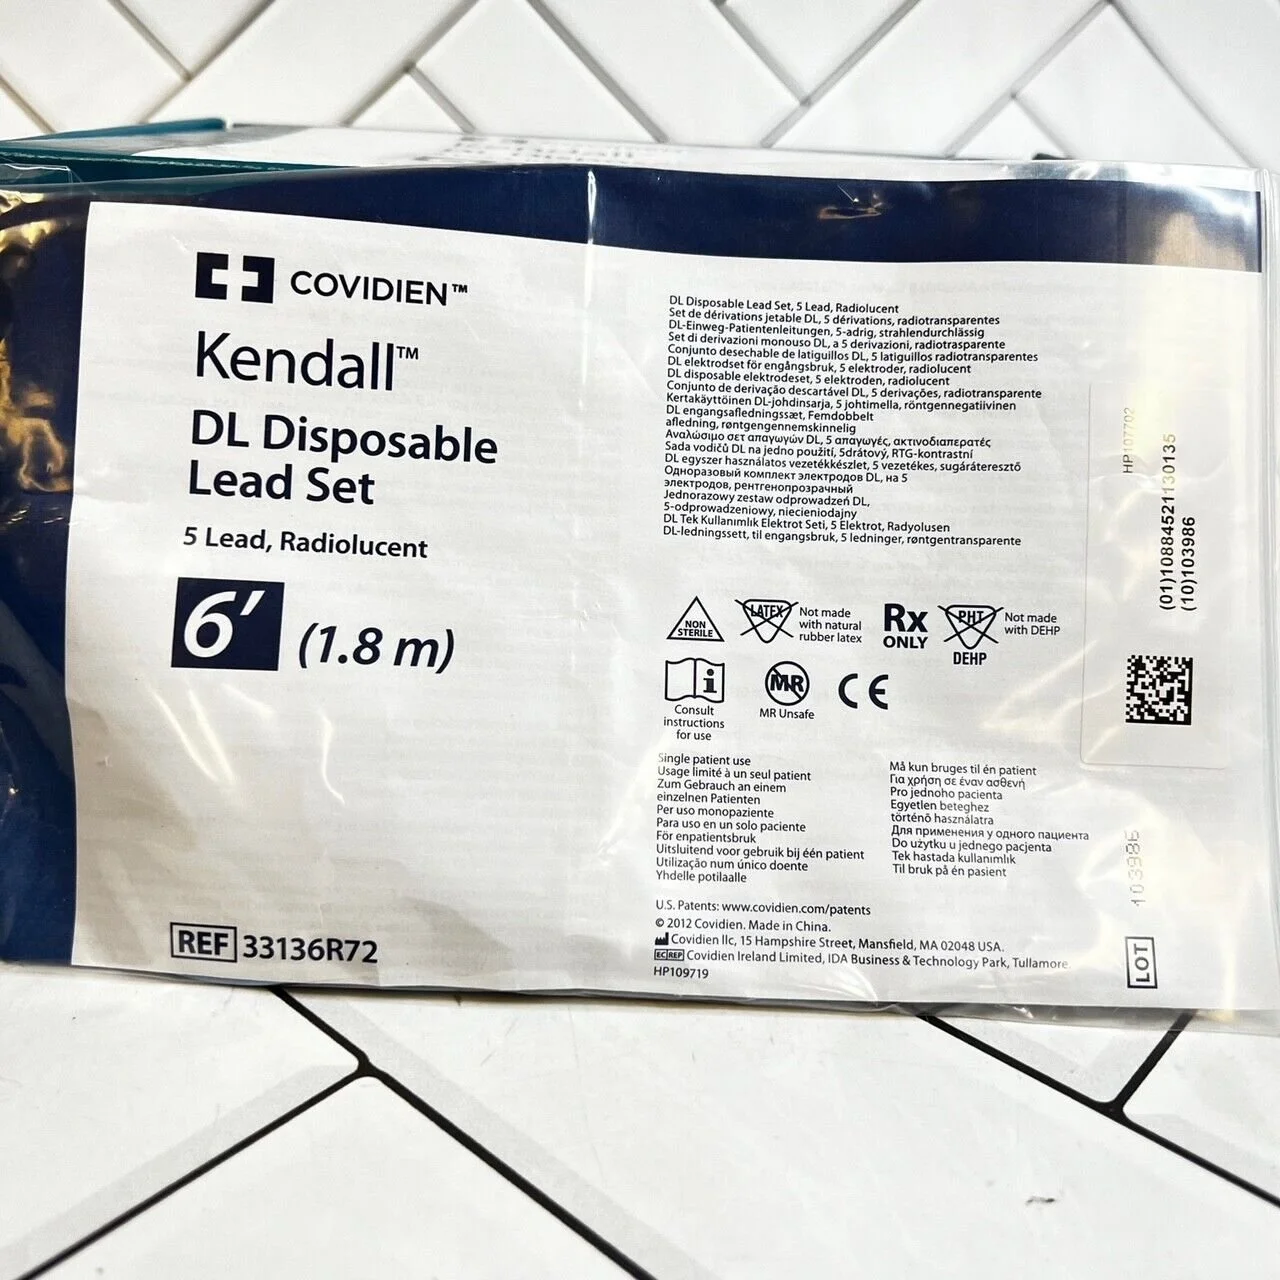 COVIDIEN™
Kendall™
DL Disposable
Lead Set
5 Lead, Radiolucent
6′ (1.8 m)
REF 33136R72
DL Disposable Lead Set, 5 Lead, Radiolucent
Set de dérivations jetable DL, 5 dérivations, radiotransparentes
DL-Einweg-Patientenleitungen, 5-adrig, strahlendurchlässig
Set di derivazioni monouso DL, a 5 derivazioni, radiotrasparente
Conjunto desechable de latiguillos DL, 5 latiguillos radiotransparentes
DL elektrodset för engångsbruk, 5 elektroder, radiolucent
DL disposable elektrodeset, 5 elektroden, radiolucent
Conjunto de derivação descartável DL, 5 derivações, radiotransparente
Kertakäyttöinen DL-johdinsarja, 5 johtimella, röntgennegatiivinen
DL engangsafledningssæt, Femdobbelt
afledning, røntgengennemskinnelig
Αναλώσιμο σετ απαγωγών DL, 5 απαγωγές, ακτινοδιαπερατές
Sada vodičů DL na jedno použití, 5drátový, RTG-kontrastní
DL egyszer használatos vezetékkészlet, 5 vezetékes, sugáráteresztő
Одноразовый комплект электродов DL, на 5
электродов, рентгенопрозрачный
Jednorazowy zestaw odprowadzeń DL,
5-odprowadzeniowy, niecieniodajny
DL Tek Kullanımlık Elektrot Seti, 5 Elektrot, Radyolusen
DL-ledningssett, til engangsbruk, 5 ledninger, røntgentransparente
NON
STERILE
LATEX
Not made
with natural
rubber latex
Rx
ONLY
PHT
DEHP
Not made
with DEHP
Consult
instructions
for use
MR
MR Unsafe
CE
Single patient use
Usage limité à un seul patient
Zum Gebrauch an einem
einzelnen Patienten
Per uso monopaziente
Para uso en un solo paciente
För enpatientsbruk
Uitsluitend voor gebruik bij één patient
Utilização num único doente
Yhdelle potilaalle
Må kun bruges til én patient
Για χρήση σε έναν ασθενή
Pro jednoho pacienta
Egyetlen beteghez
történő használatra
Для применения у одного пациента
Do użytku u jednego pacjenta
Tek hastada kullanımlık
Til bruk på én pasient
U.S. Patents: www.covidien.com/patents
© 2012 Covidien. Made in China.
Covidien llc, 15 Hampshire Street, Mansfield, MA 02048 USA.
EC REP Covidien Ireland Limited, IDA Business & Technology Park, Tullamore.
HP109719
HP107702
(01)10884521130135
(10)103986
103986
LOT